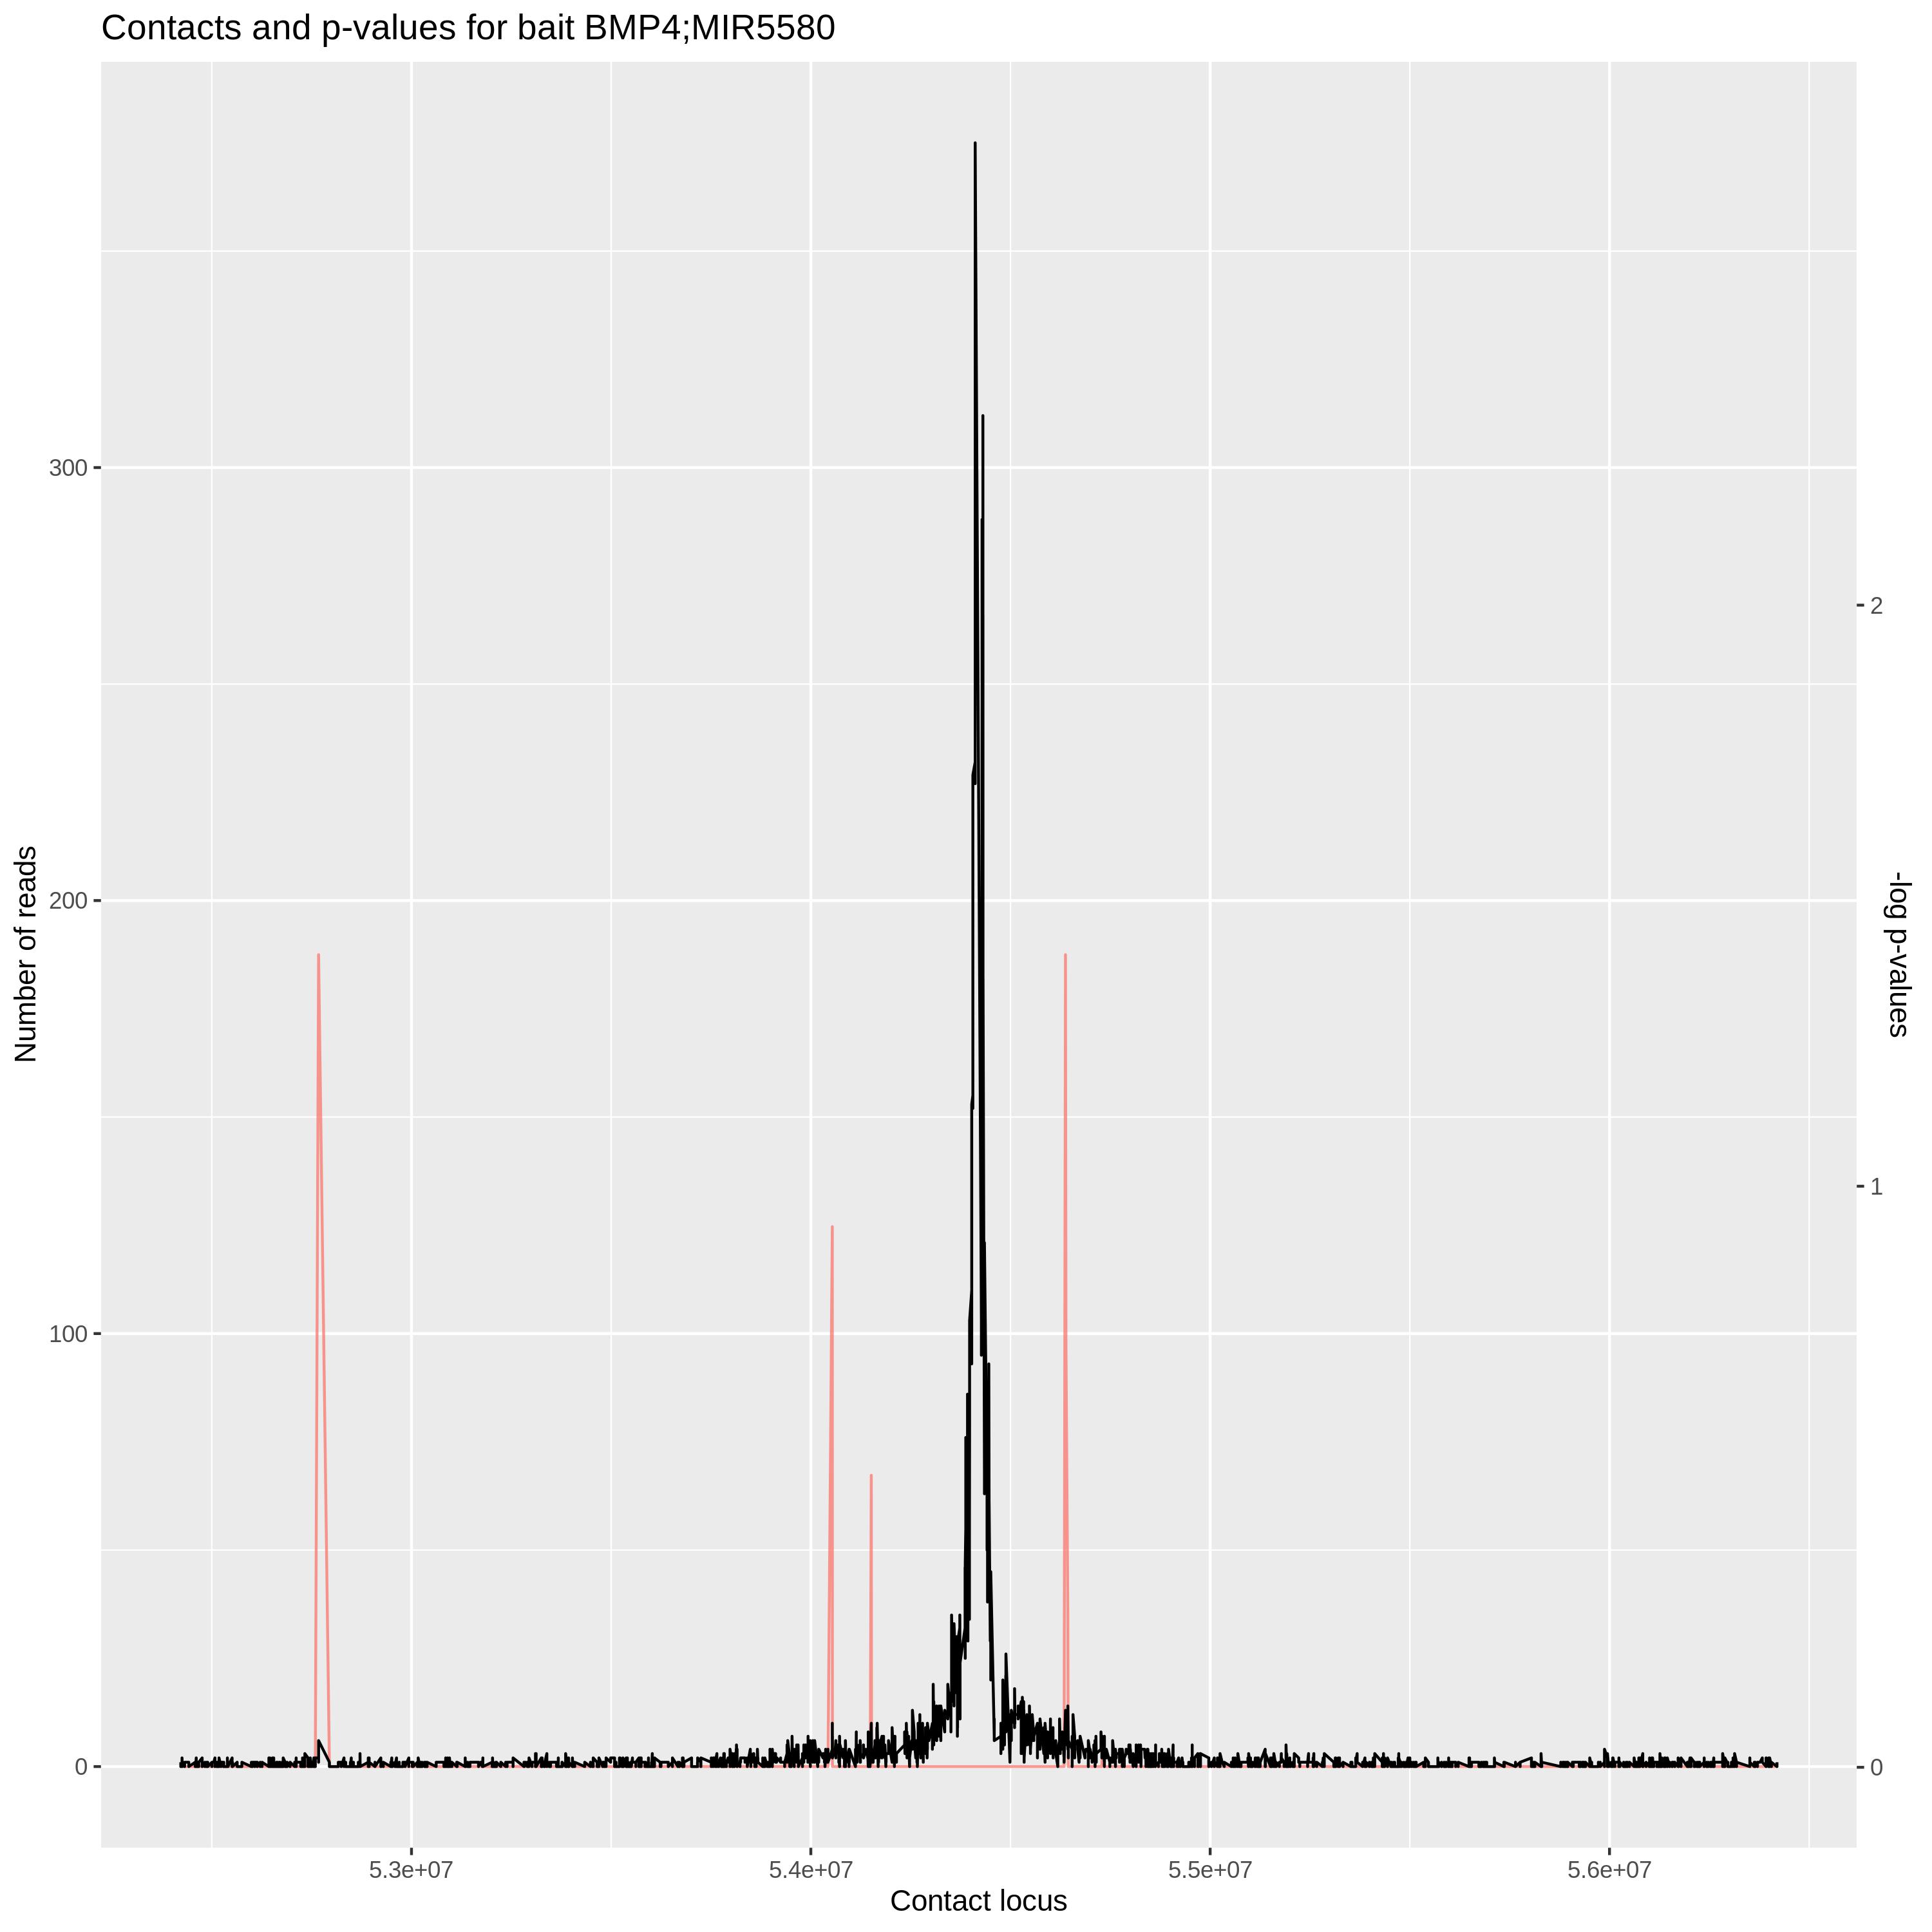 Contacts and p-values for bait BMP4;MIR5580
300
200
100
0
Number of reads
2
1
0
-log p-values
5.3e+07
5.4e+07
5.5e+07
5.6e+07
Contact locus